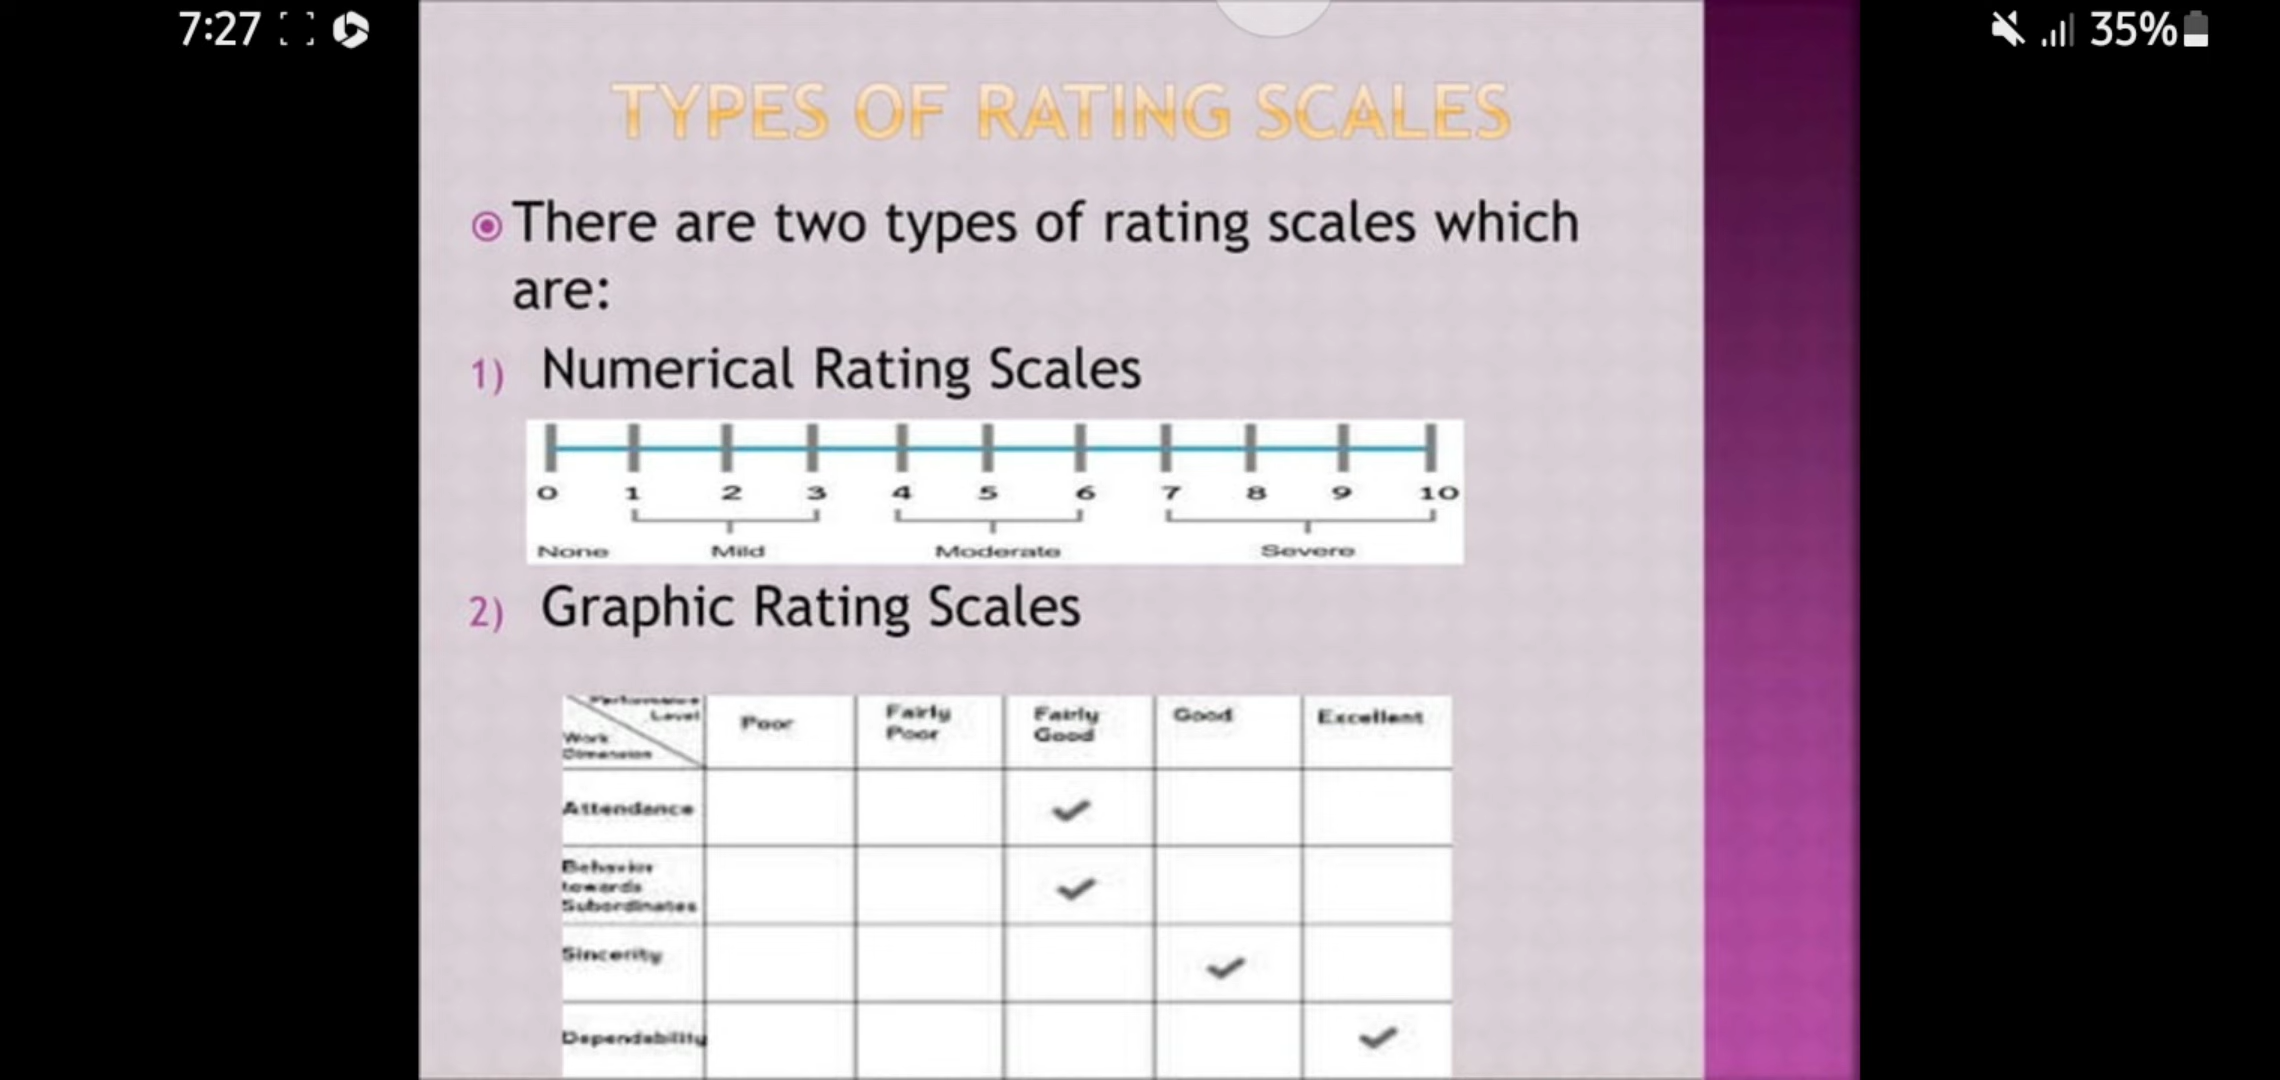 7:27
35%
TYPES OF RATING SCALES
There are two types of rating scales which
are:
1) Numerical Rating Scales
0 1 2 3 4 5 6 7 8 9 10
None Mild Moderate Severe
2) Graphic Rating Scales
Performance
Level
Work
Dimension
Poor
Fairly
Poor
Fairly
Good
Good
Excellent
Attendance
Behavior
towards
Subordinates
Sincerity
Dependability